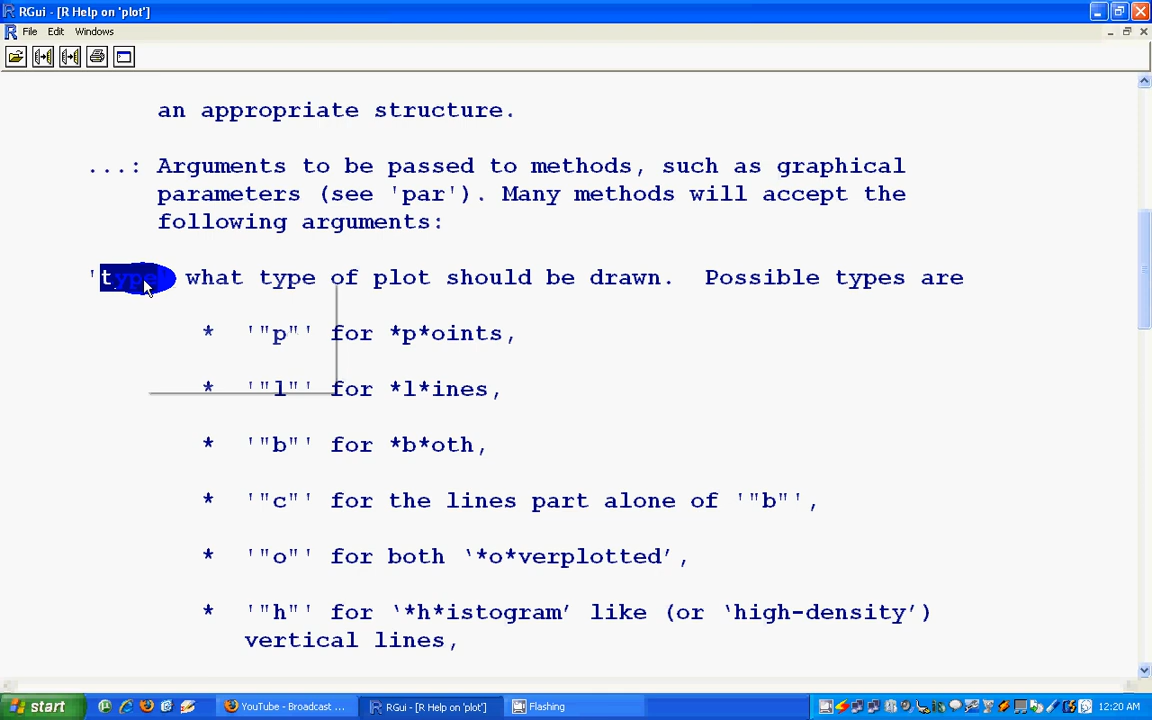 RGui - [R Help on 'plot']
File Edit Windows
an appropriate structure.
...: Arguments to be passed to methods, such as graphical
parameters (see 'par'). Many methods will accept the
following arguments:
'type what type of plot should be drawn. Possible types are
* '"p"' for *p*oints,
* '"l"' for *l*ines,
* '"b"' for *b*oth,
* '"c"' for the lines part alone of '"b"',
* '"o"' for both ‘*o*verplotted’,
* '"h"' for ‘*h*istogram’ like (or ‘high-density’)
vertical lines,
start YouTube - Broadcast ... RGui - [R Help on 'plot'] Flashing 12:20 AM